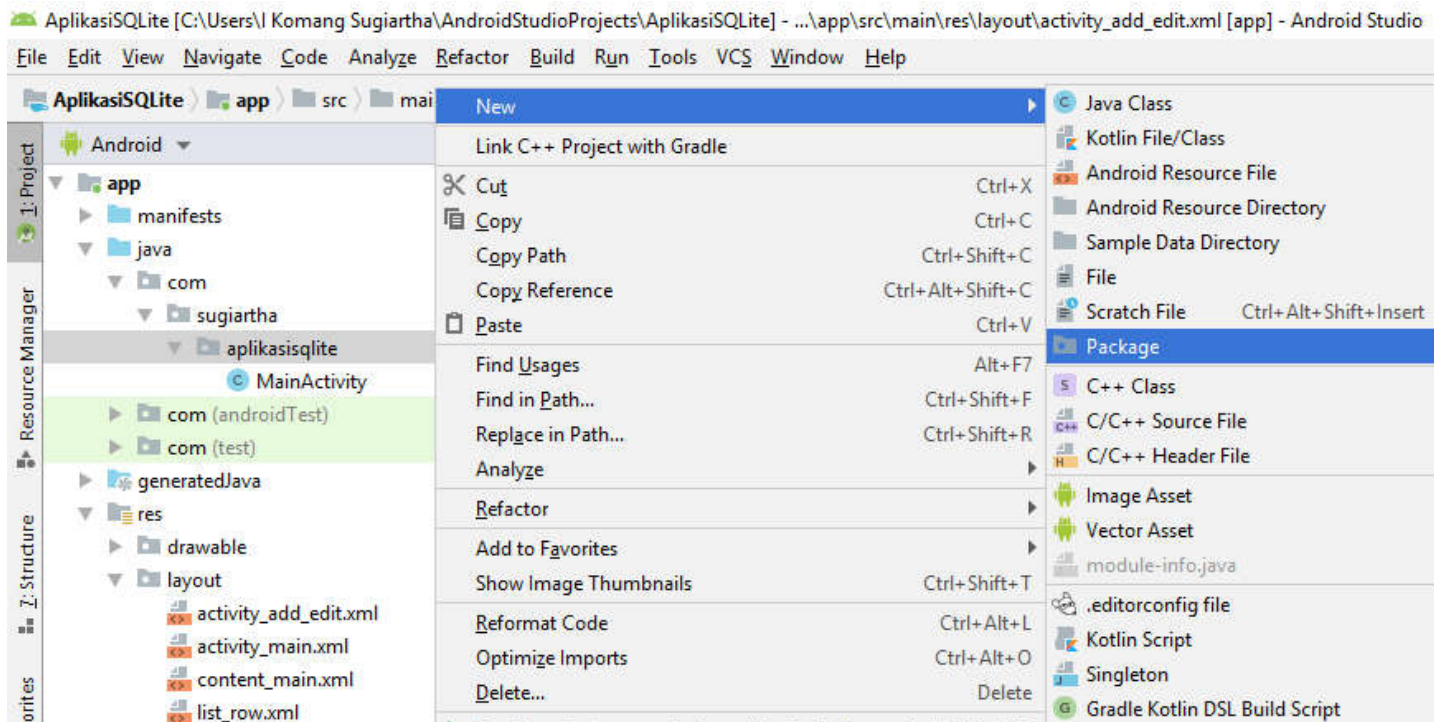 AplikasiSQLite [C:\Users\I Komang Sugiartha\AndroidStudioProjects\AplikasiSQLite] - ...\app\src\main\res\layout\activity_add_edit.xml [app] - Android Studio
File Edit View Navigate Code Analyze Refactor Build Run Tools VCS Window Help
AplikasiSQLite app src mai
1: Project
Resource Manager
7: Structure
orites
Android
app
manifests
java
com
sugiartha
aplikasisqlite
MainActivity
com (androidTest)
com (test)
generatedJava
res
drawable
layout
activity_add_edit.xml
activity_main.xml
content_main.xml
list_row.xml
New
Link C++ Project with Gradle
Cut Ctrl+X
Copy Ctrl+C
Copy Path Ctrl+Shift+C
Copy Reference Ctrl+Alt+Shift+C
Paste Ctrl+V
Find Usages Alt+F7
Find in Path... Ctrl+Shift+F
Replace in Path... Ctrl+Shift+R
Analyze
Refactor
Add to Favorites
Show Image Thumbnails Ctrl+Shift+T
Reformat Code Ctrl+Alt+L
Optimize Imports Ctrl+Alt+O
Delete... Delete
Java Class
Kotlin File/Class
Android Resource File
Android Resource Directory
Sample Data Directory
File
Scratch File Ctrl+Alt+Shift+Insert
Package
C++ Class
C/C++ Source File
C/C++ Header File
Image Asset
Vector Asset
module-info.java
.editorconfig file
Kotlin Script
Singleton
Gradle Kotlin DSL Build Script